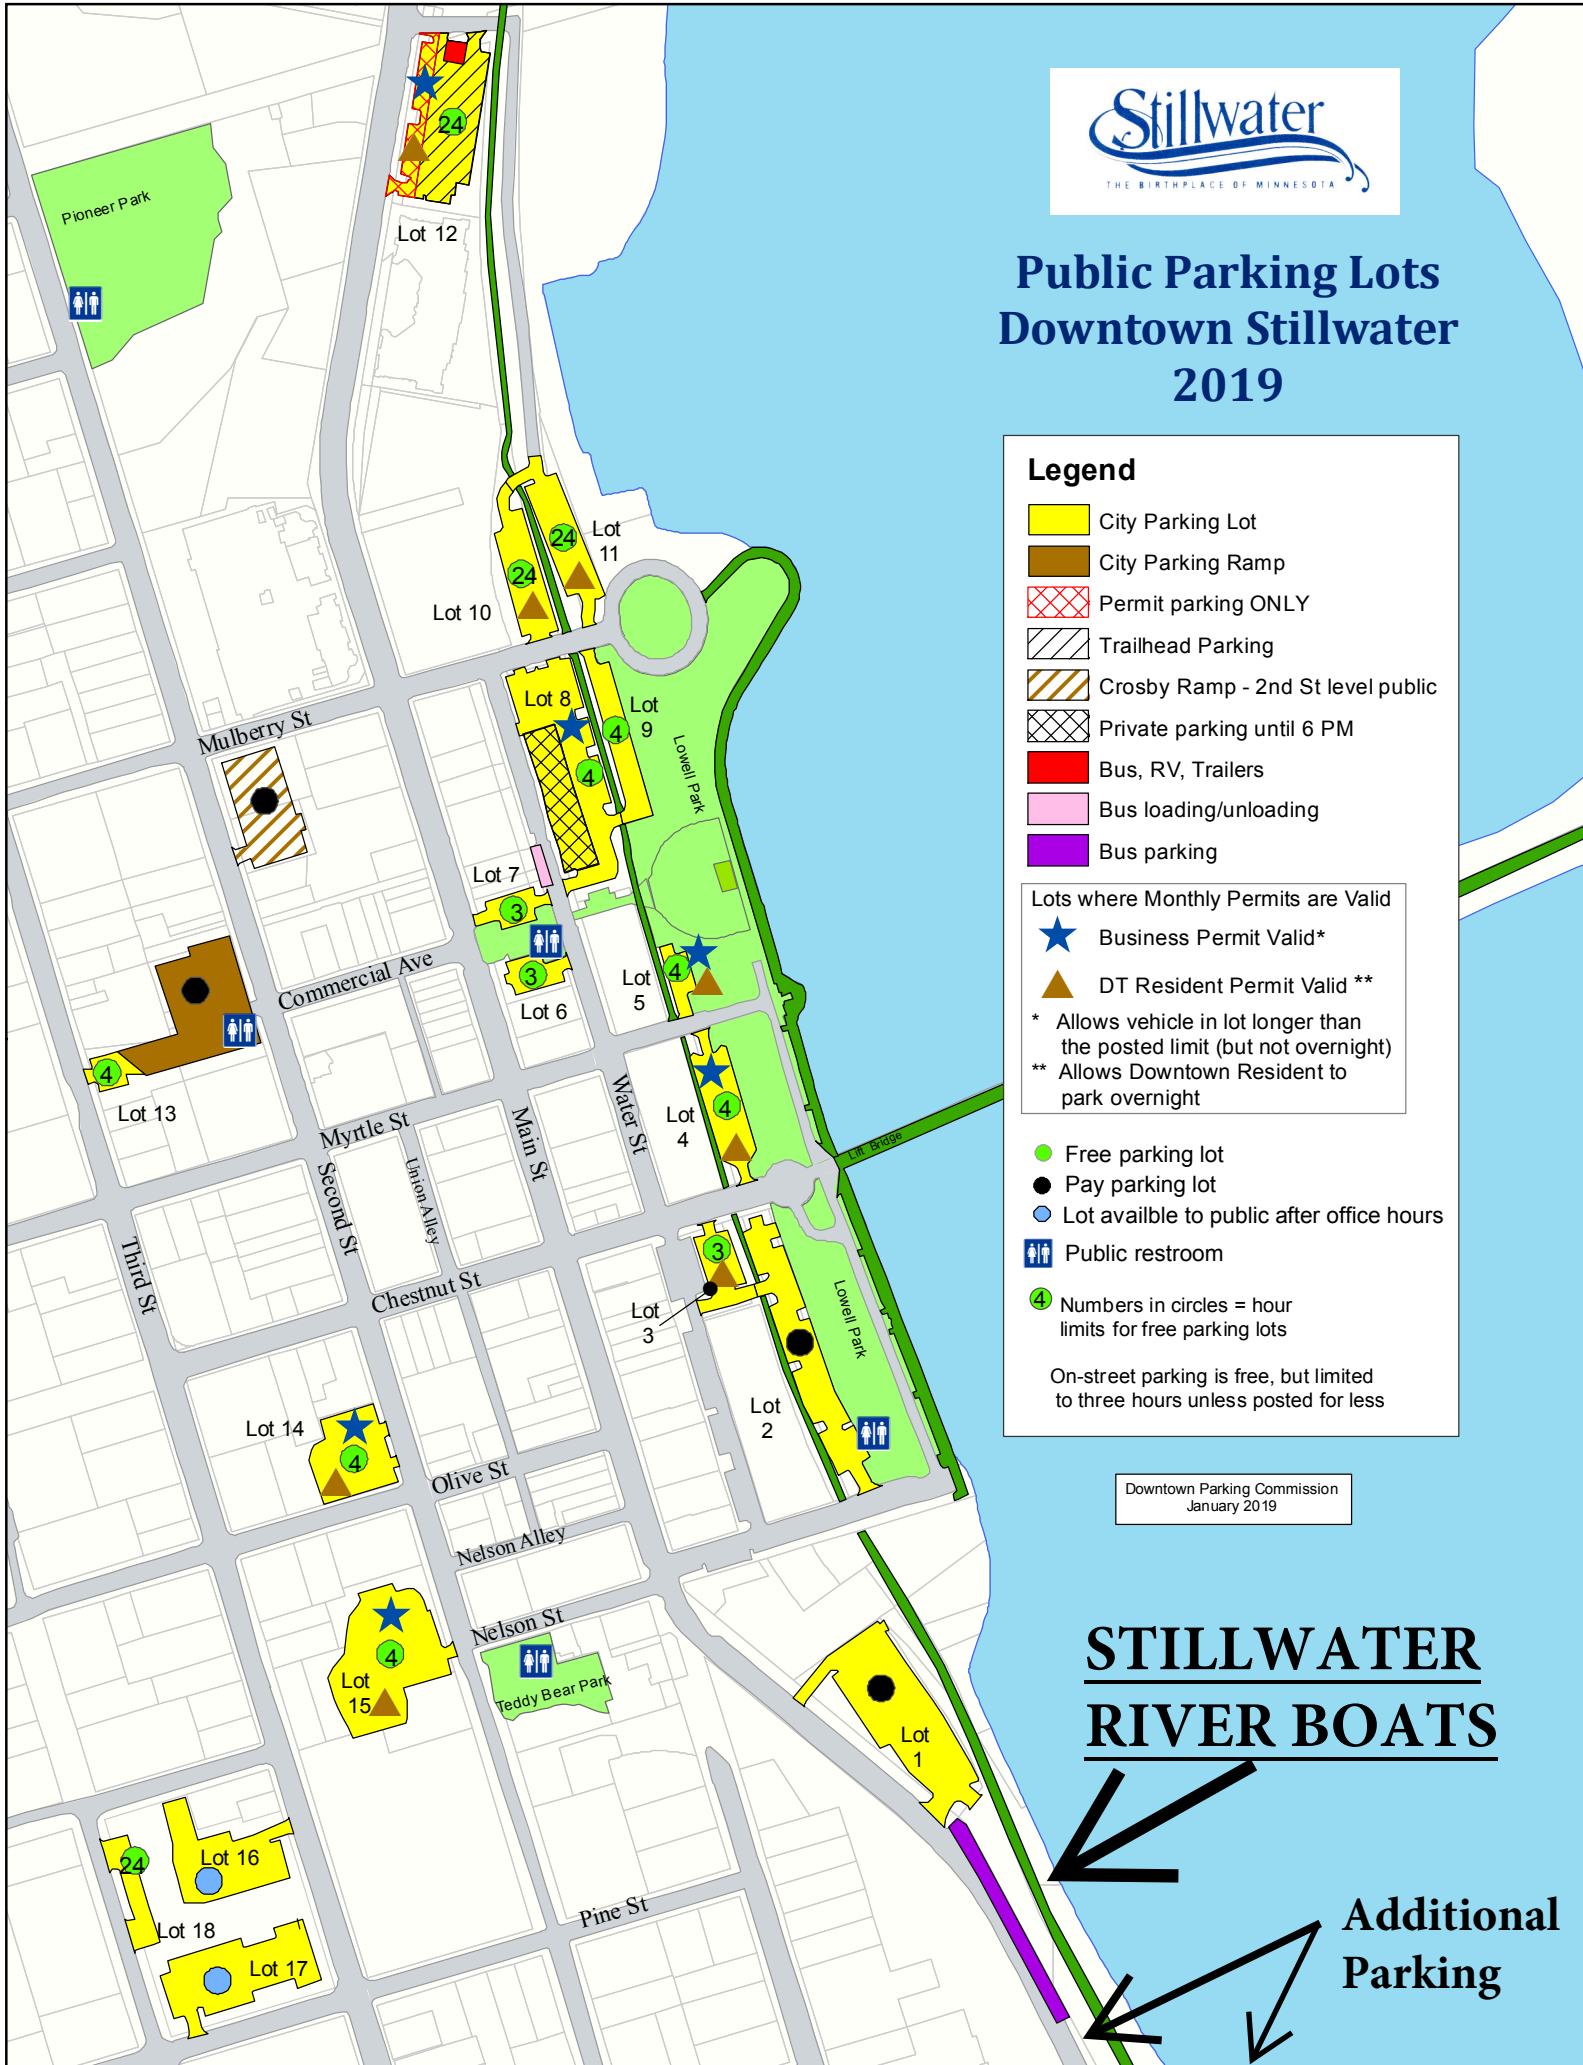 Stillwater
THE BIRTHPLACE OF MINNESOTA
Public Parking Lots
Downtown Stillwater
2019
Legend
City Parking Lot
City Parking Ramp
Permit parking ONLY
Trailhead Parking
Crosby Ramp - 2nd St level public
Private parking until 6 PM
Bus, RV, Trailers
Bus loading/unloading
Bus parking
Lots where Monthly Permits are Valid
Business Permit Valid*
DT Resident Permit Valid **
* Allows vehicle in lot longer than
the posted limit (but not overnight)
** Allows Downtown Resident to
park overnight
Free parking lot
Pay parking lot
Lot availble to public after office hours
Public restroom
4 Numbers in circles = hour
limits for free parking lots
On-street parking is free, but limited
to three hours unless posted for less
Downtown Parking Commission
January 2019
STILLWATER
RIVER BOATS
Additional
Parking
Pioneer Park
24
Lot 12
24
Lot
11
24
Lot 10
Lot 8
Lot
9
4
4
Lowell Park
Mulberry St
Lot 7
3
3
Lot 6
Lot
5
4
Commercial Ave
4
Lot 13
Myrtle St
Second St
Union Alley
Main St
Water St
Lot
4
4
Lift Bridge
Third St
Chestnut St
3
Lot
3
Lowell Park
Lot
2
Lot 14
4
Olive St
Nelson Alley
Nelson St
4
Lot
15
Teddy Bear Park
Lot
1
24
Lot 16
Lot 18
Lot 17
Pine St